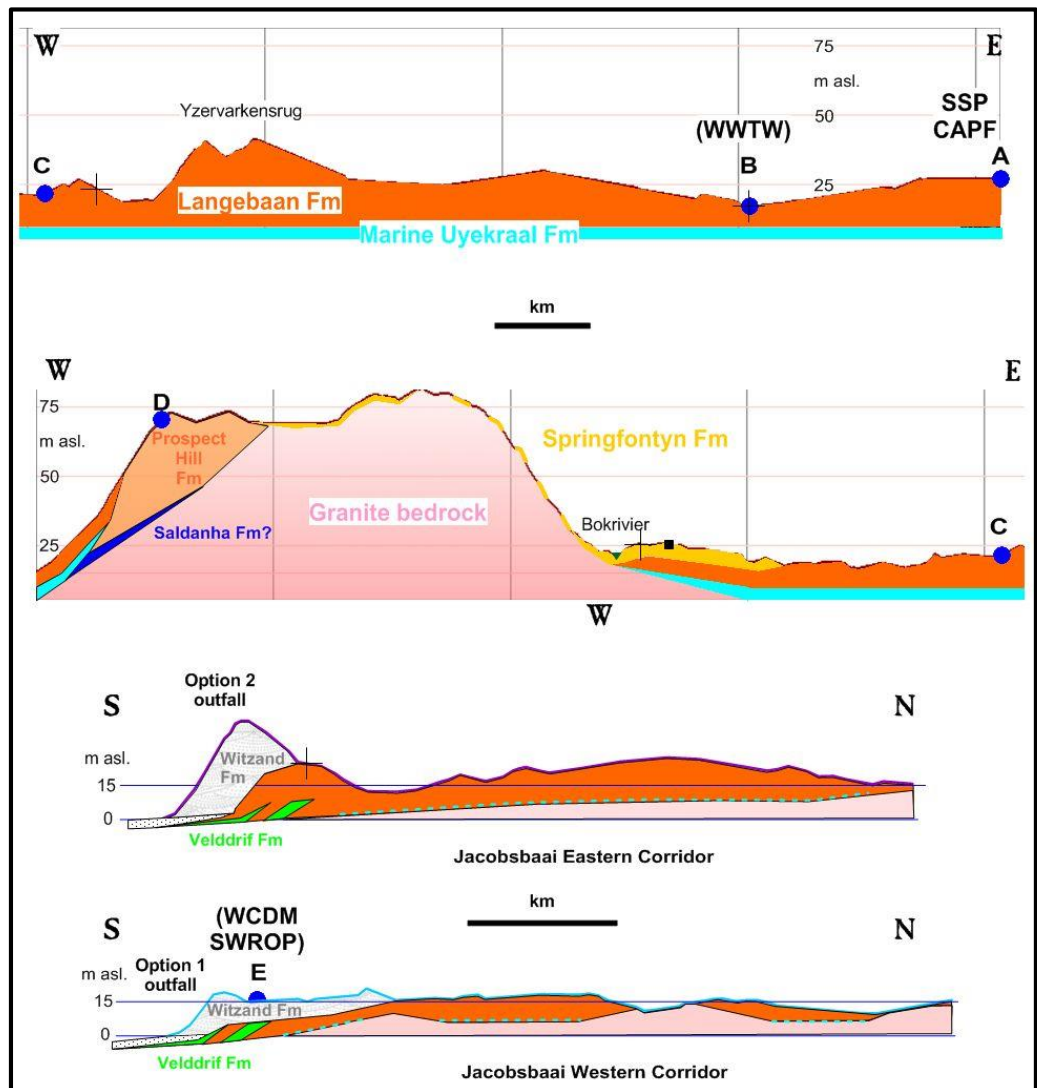 W
E
75
m asl.
Yzervarkensrug
50
SSP
CAPF
(WWTW)
C
B
A
25
Langebaan Fm
Marine Uyekraal Fm
km
W
E
75
D
m asl.
Prospect
Hill
Fm
Springfontyn Fm
50
Granite bedrock
Saldanha Fm?
Bokrivier
25
C
W
Option 2
outfall
S
N
m asl.
Witzand
Fm
15
0
Velddrif Fm
Jacobsbaai Eastern Corridor
km
S
(WCDM
SWROP)
N
m asl.
Option 1
outfall
E
15
Witzand Fm
0
Velddrif Fm
Jacobsbaai Western Corridor